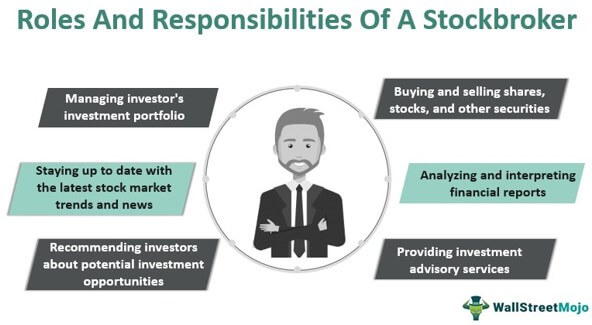 Roles And Responsibilities Of A Stockbroker
Managing investor's
investment portfolio
Staying up to date with
the latest stock market
trends and news
Recommending investors
about potential investment
opportunities
Buying and selling shares,
stocks, and other securities
Analyzing and interpreting
financial reports
Providing investment
advisory services
WallStreetMojo